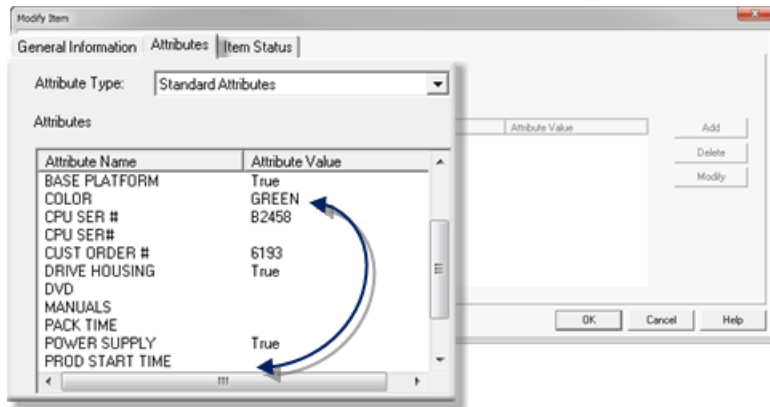 Modify Item
General Information Attributes Item Status
Attribute Type: Standard Attributes
Attributes
Attribute Name Attribute Value
BASE PLATFORM True
COLOR GREEN
CPU SER # B2458
CPU SER#
CUST ORDER # 6193
DRIVE HOUSING True
DVD
MANUALS
PACK TIME
POWER SUPPLY True
PROD START TIME
Attribute Value
Add
Delete
Modify
OK Cancel Help